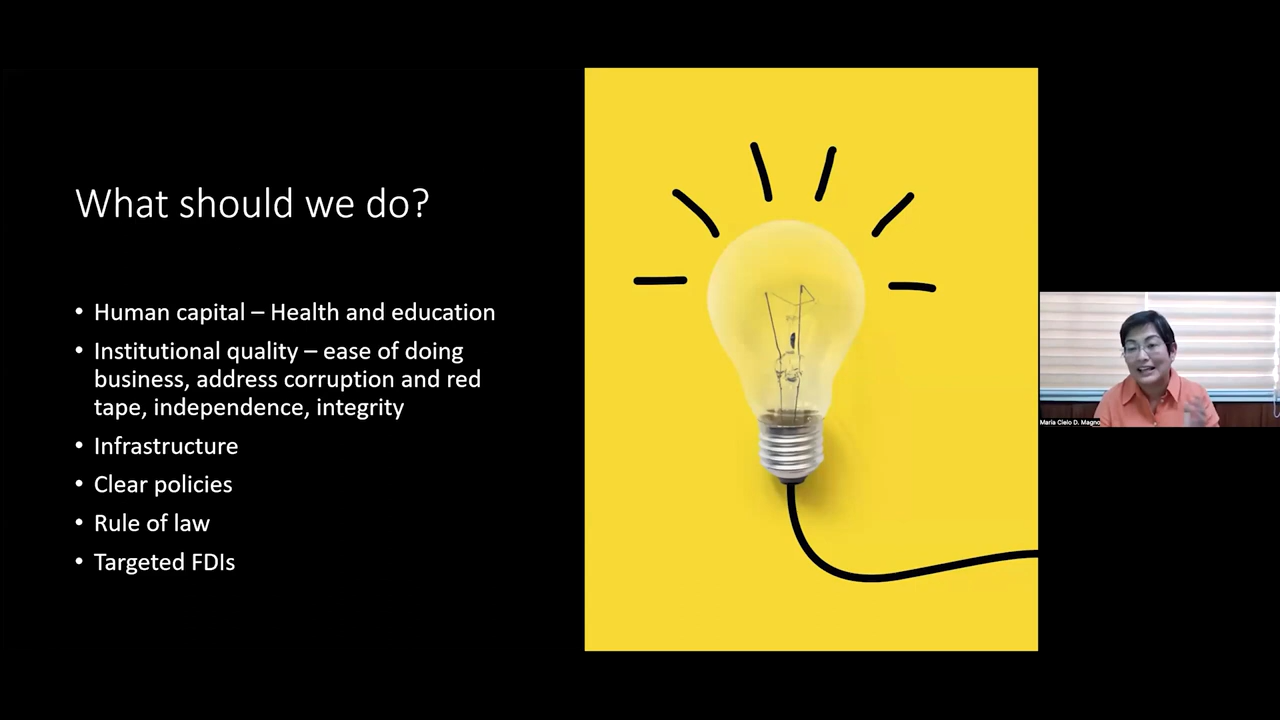 What should we do?
• Human capital – Health and education
• Institutional quality – ease of doing
business, address corruption and red
tape, independence, integrity
• Infrastructure
• Clear policies
• Rule of law
• Targeted FDIs
Maria Cielo D. Magno